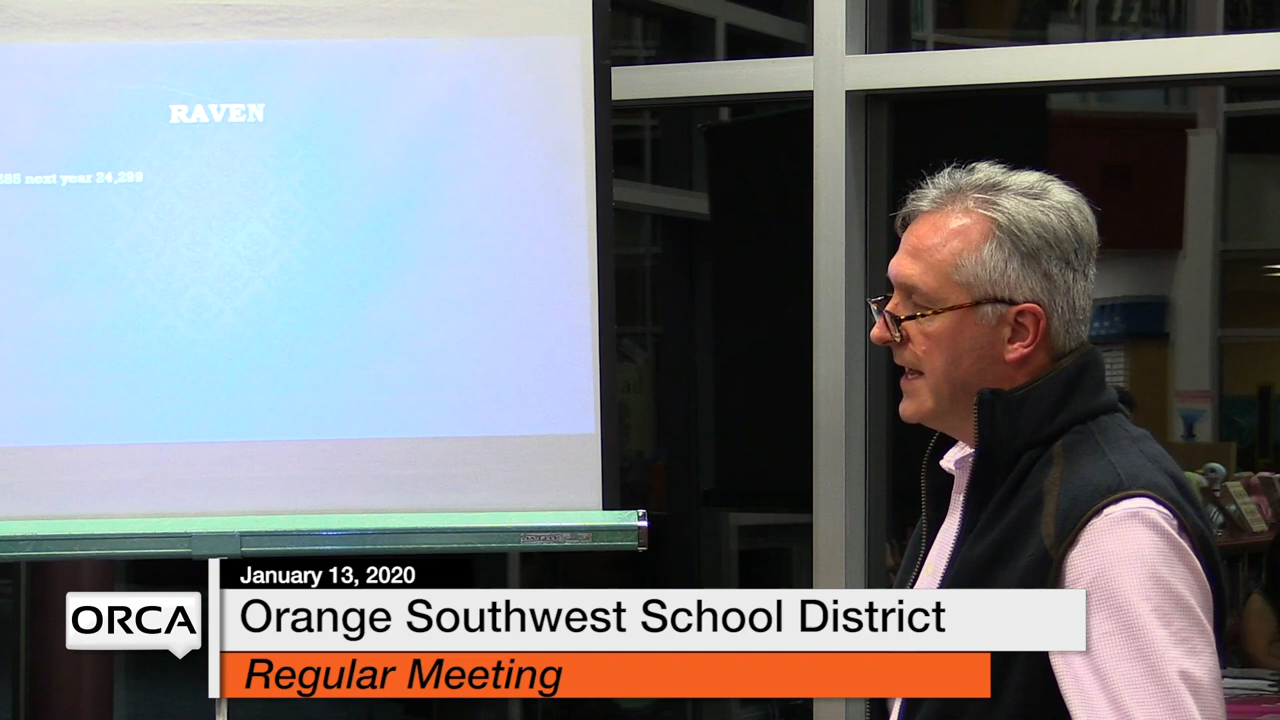 RAVEN
next year 24,299
January 13, 2020
ORCA
Orange Southwest School District
Regular Meeting